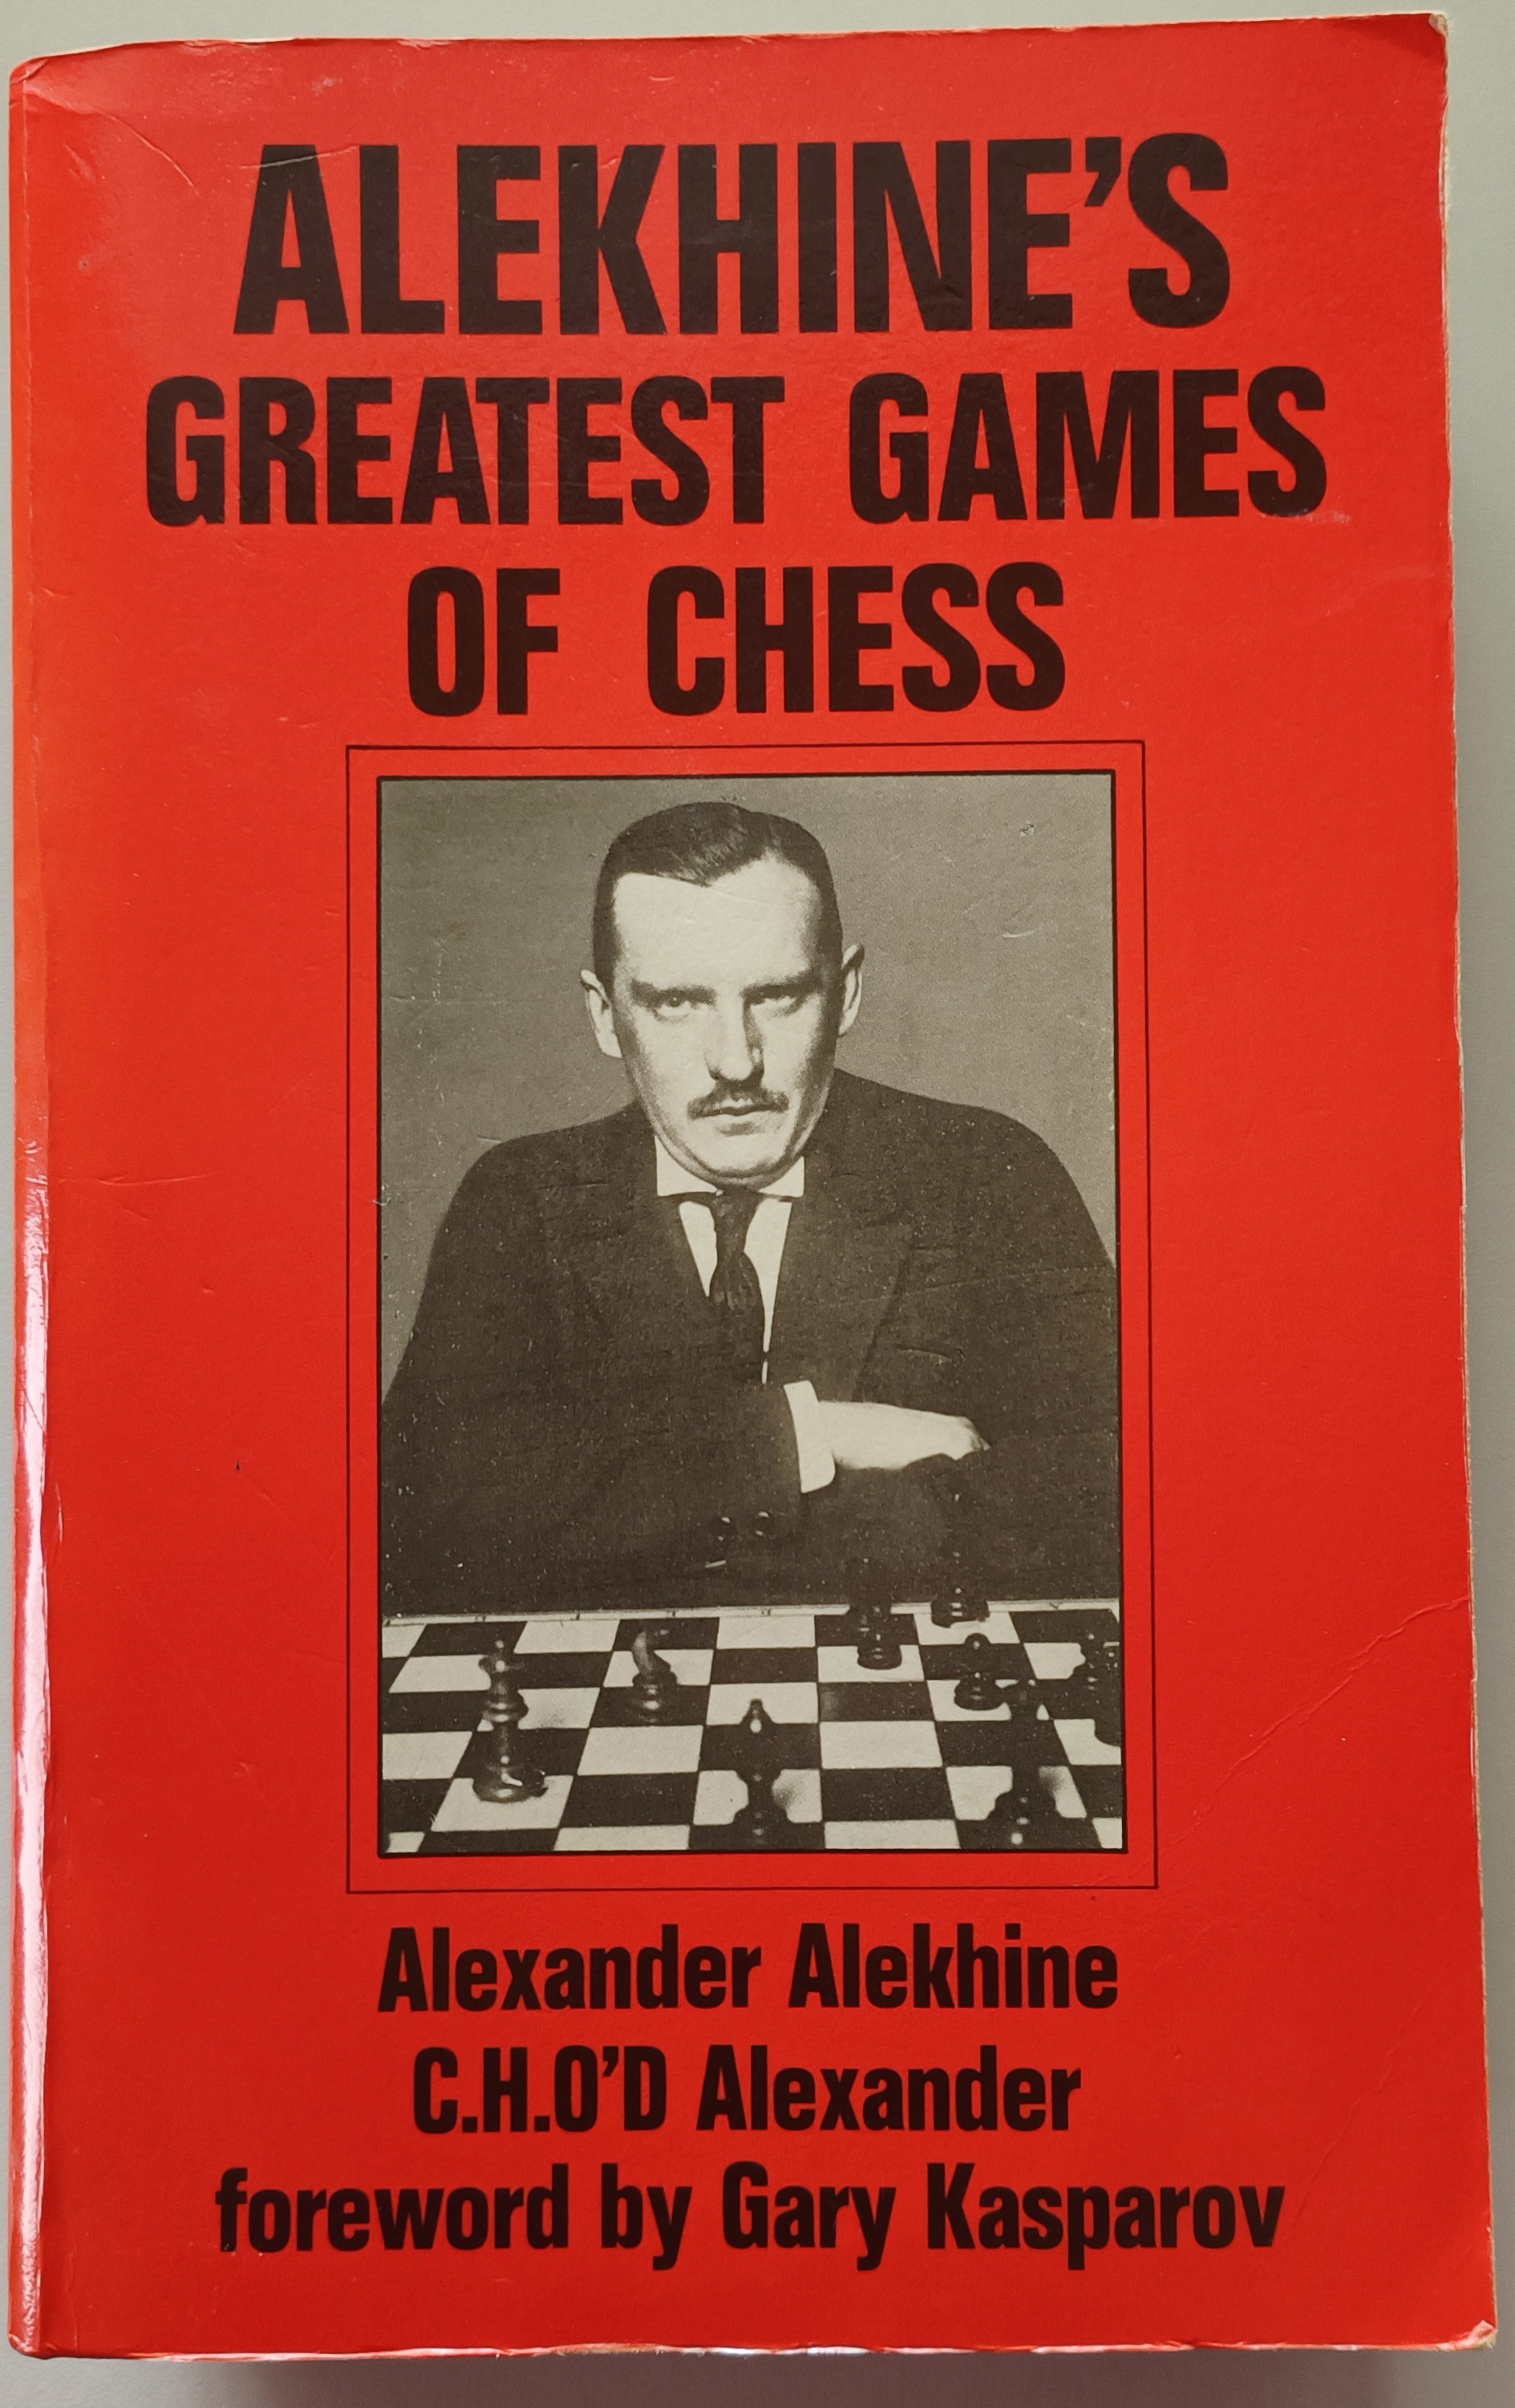 ALEKHINE’S
GREATEST GAMES
OF CHESS
Alexander Alekhine
C.H.O’D Alexander
foreword by Gary Kasparov